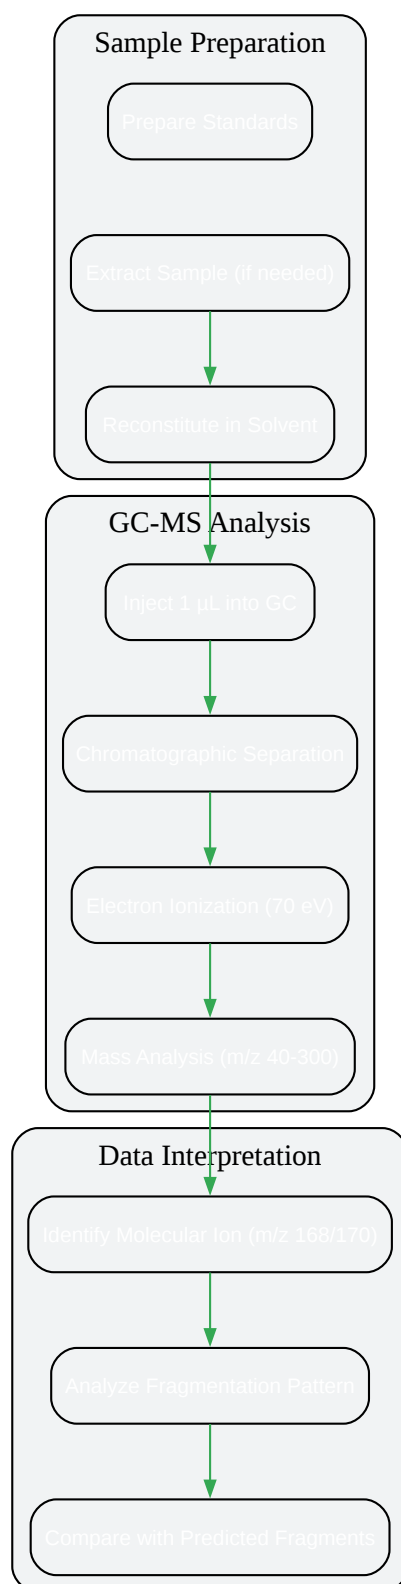 Sample Preparation
Prepare Standards
Extract Sample (if needed)
Reconstitute in Solvent
GC-MS Analysis
Inject 1 µL into GC
Chromatographic Separation
Electron Ionization (70 eV)
Mass Analysis (m/z 40-300)
Data Interpretation
Identify Molecular Ion (m/z 168/170)
Analyze Fragmentation Pattern
Compare with Predicted Fragments